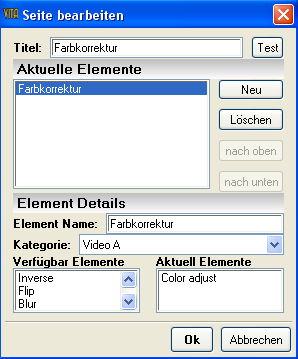 VITA Seite bearbeiten
Titel: Farbkorrektur Test
Aktuelle Elemente
Farbkorrektur
Neu
Löschen
nach oben
nach unten
Element Details
Element Name: Farbkorrektur
Kategorie: Video A
Verfügbar Elemente Aktuell Elemente
Inverse Color adjust
Flip
Blur
Ok Abbrechen